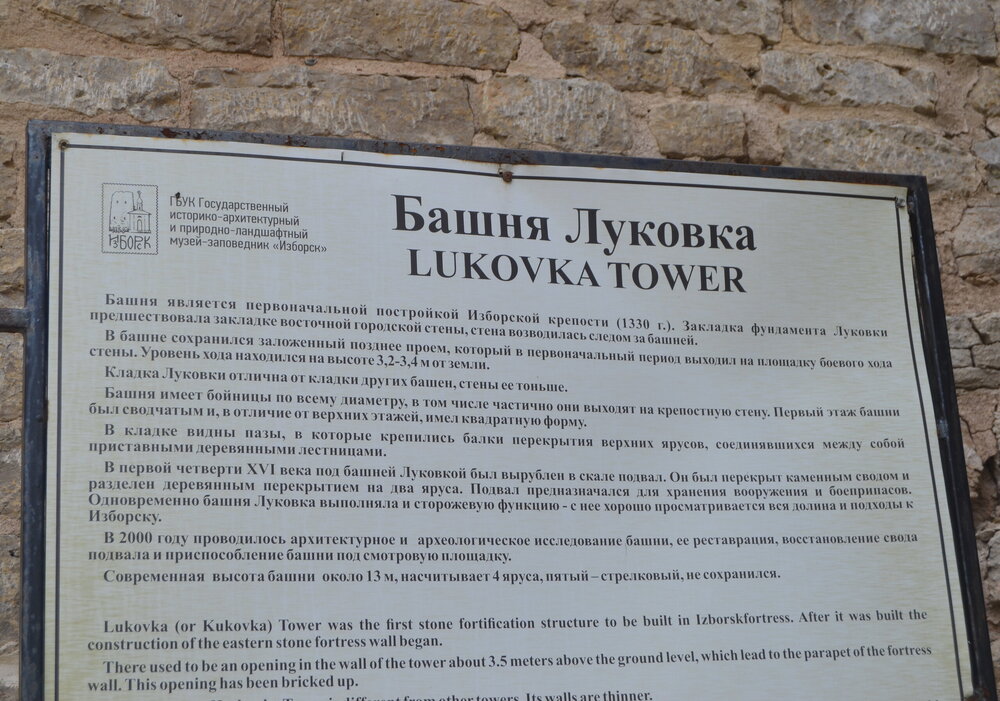 ИЗБОРСК
ГБУК Государственный
историко-архитектурный
и природно-ландшафтный
музей-заповедник «Изборск»
Башня Луковка
LUKOVKA TOWER
Башня является первоначальной постройкой Изборской крепости (1330 г.). Закладка фундамента Луковки
предшествовала закладке восточной городской стены, стена возводилась следом за башней.
В башне сохранился заложенный позднее проем, который в первоначальный период выходил на площадку боевого хода
стены. Уровень хода находился на высоте 3,2-3,4 м от земли.
Кладка Луковки отлична от кладки других башен, стены ее тоньше.
Башня имеет бойницы по всему диаметру, в том числе частично они выходят на крепостную стену. Первый этаж башни
был сводчатым и, в отличие от верхних этажей, имел квадратную форму.
В кладке видны пазы, в которые крепились балки перекрытия верхних ярусов, соединявшихся между собой
приставными деревянными лестницами.
В первой четверти XVI века под башней Луковкой был вырублен в скале подвал. Он был перекрыт каменным сводом и
разделен деревянным перекрытием на два яруса. Подвал предназначался для хранения вооружения и боеприпасов.
Одновременно башня Луковка выполняла и сторожевую функцию - с нее хорошо просматривается вся долина и подходы к
Изборску.
В 2000 году проводилось архитектурное и археологическое исследование башни, ее реставрация, восстановление свода
подвала и приспособление башни под смотровую площадку.
Современная высота башни около 13 м, насчитывает 4 яруса, пятый – стрелковый, не сохранился.
Lukovka (or Kukovka) Tower was the first stone fortification structure to be built in Izborskfortress. After it was built the
construction of the eastern stone fortress wall began.
There used to be an opening in the wall of the tower about 3.5 meters above the ground level, which lead to the parapet of the fortress
wall. This opening has been bricked up.
Tower is different from other towers. Its walls are thinner.